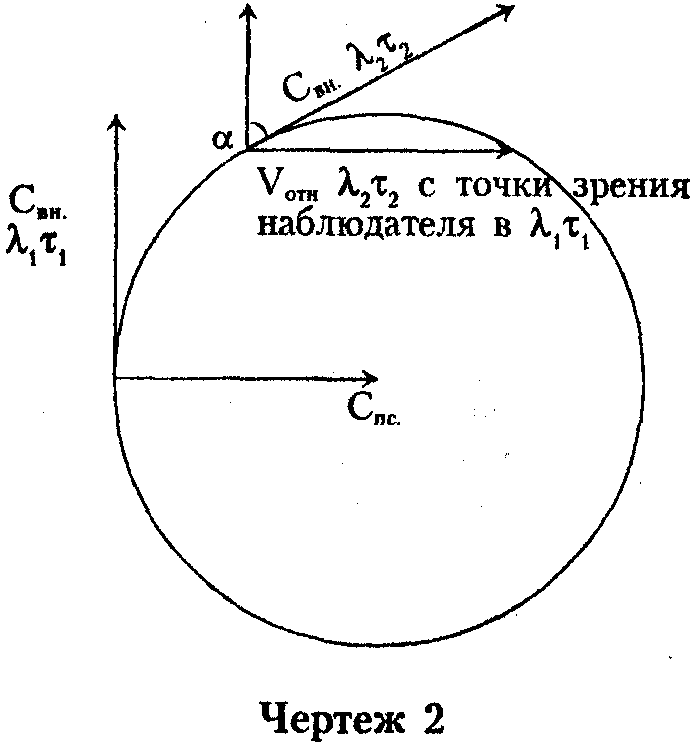 Cвн. λ₂τ₂
α
Vотн λ₂τ₂ с точки зрения
наблюдателя в λ₁τ₁
Cвн.
λ₁τ₁
Cпс.
Чертеж 2